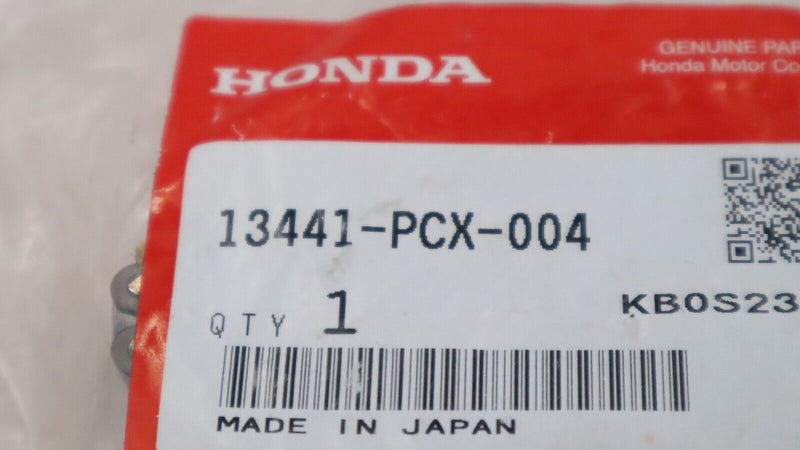 HONDA
GENUINE PAR
Honda Motor Co
13441-PCX-004
QTY 1
KB0S23
MADE IN JAPAN